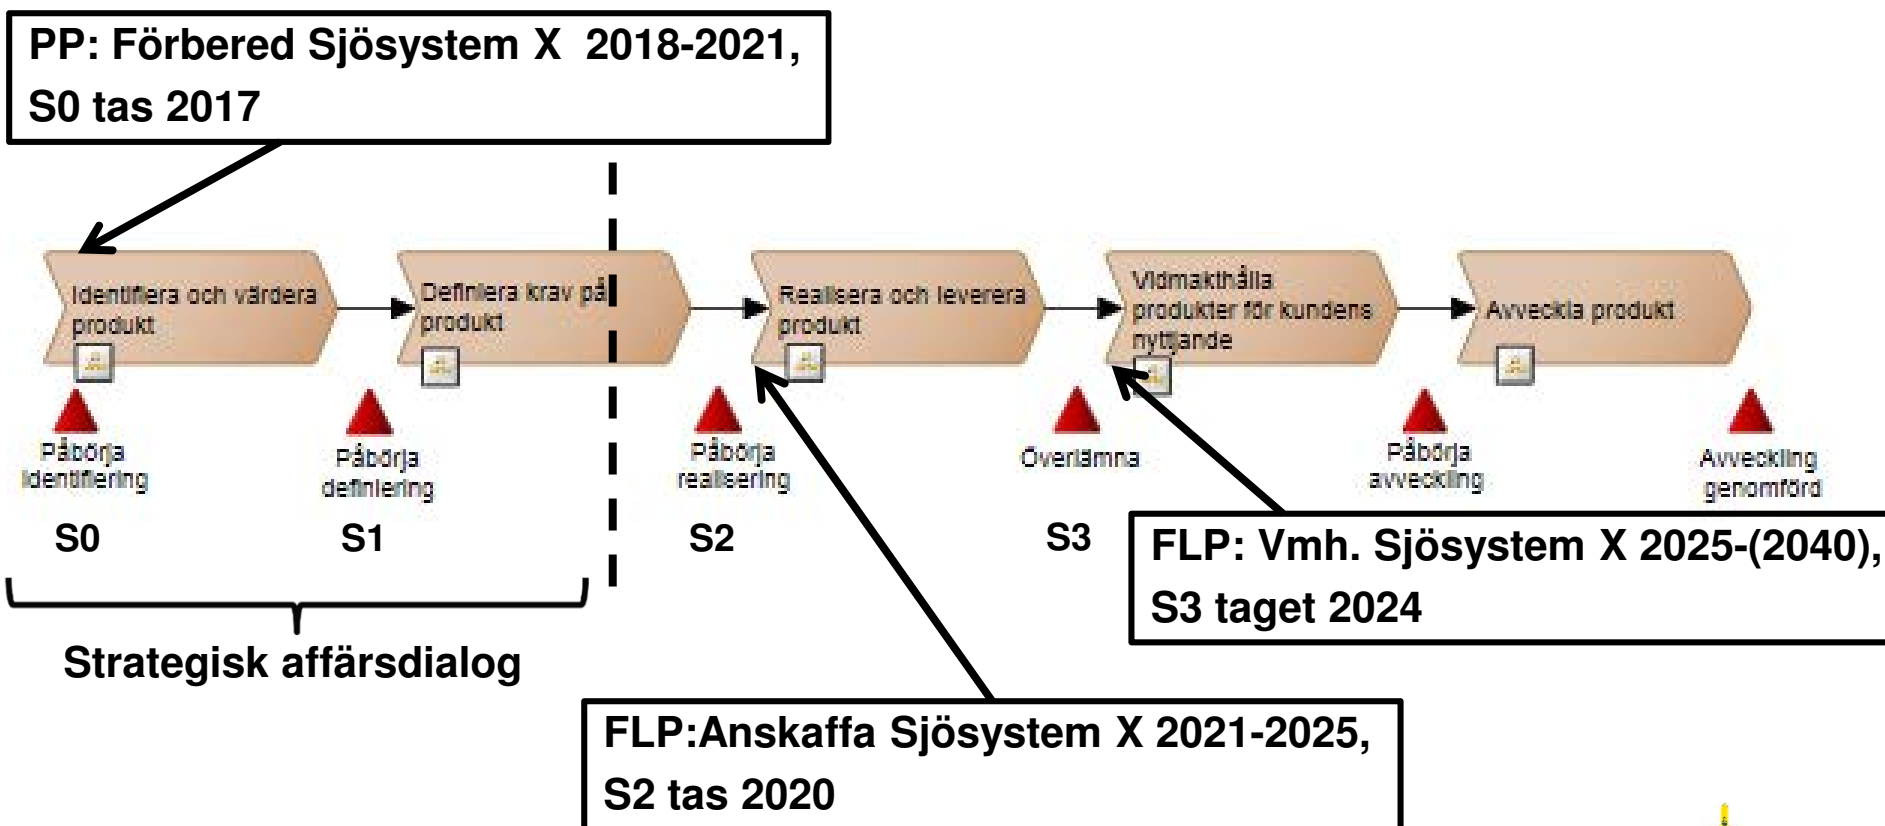 PP: Förbered Sjösystem X  2018-2021,
S0 tas 2017
Identifiera och värdera
produkt
Definiera krav på
produkt
Realisera och leverera
produkt
Vidmakthålla
produkter för kundens
nyttjande
Avveckla produkt
Påbörja
identifiering
Påbörja
definiering
Påbörja
realisering
Överlämna
Påbörja
avveckling
Avveckling
genomförd
S0
S1
S2
S3
FLP: Vmh. Sjösystem X 2025-(2040),
S3 taget 2024
Strategisk affärsdialog
FLP:Anskaffa Sjösystem X 2021-2025,
S2 tas 2020